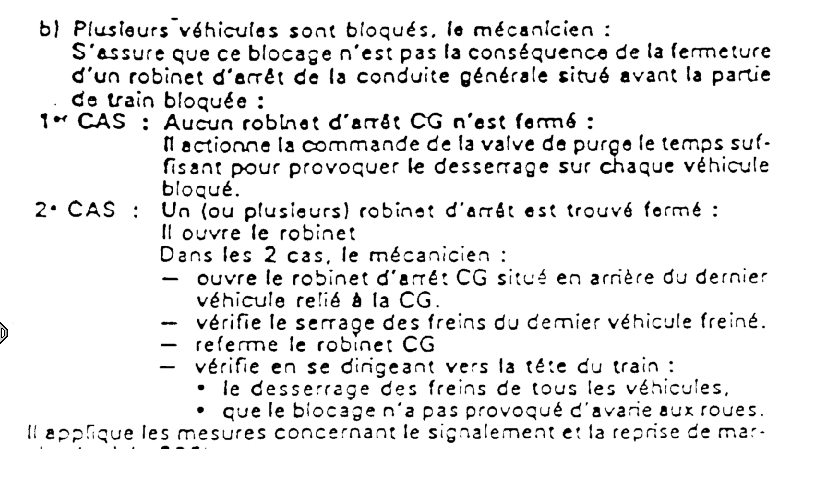 b) Plusieurs véhicules sont bloqués, le mécanicien :
S'assure que ce blocage n'est pas la conséquence de la fermeture
d'un robinet d'arrêt de la conduite générale situé avant la partie
de train bloquée :
1er CAS : Aucun robinet d'arrêt CG n'est fermé :
Il actionne la commande de la valve de purge le temps suf-
fisant pour provoquer le desserrage sur chaque véhicule
bloqué.
2e CAS : Un (ou plusieurs) robinet d'arrêt est trouvé fermé :
Il ouvre le robinet
Dans les 2 cas, le mécanicien :
— ouvre le robinet d'arrêt CG situé en arrière du dernier
véhicule relié à la CG.
— vérifie le serrage des freins du dernier véhicule freiné.
— referme le robinet CG
— vérifie en se dirigeant vers la tête du train :
• le desserrage des freins de tous les véhicules,
• que le blocage n'a pas provoqué d'avarie aux roues.
Il applique les mesures concernant le signalement et la reprise de mar-